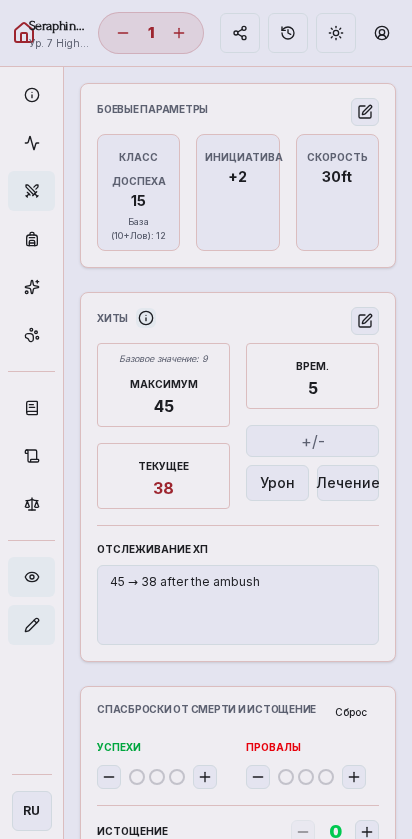 Seraphin...
Ур. 7 High...
1
БОЕВЫЕ ПАРАМЕТРЫ
КЛАСС
ДОСПЕХА
15
База
(10+Лов): 12
ИНИЦИАТИВА
+2
СКОРОСТЬ
30ft
ХИТЫ
Базовое значение: 9
МАКСИМУМ
45
ВРЕМ.
5
ТЕКУЩЕЕ
38
+/-
Урон
Лечение
ОТСЛЕЖИВАНИЕ ХП
45 → 38 after the ambush
СПАСБРОСКИ ОТ СМЕРТИ И ИСТОЩЕНИЕ
Сброс
УСПЕХИ
ПРОВАЛЫ
ИСТОЩЕНИЕ
0
RU